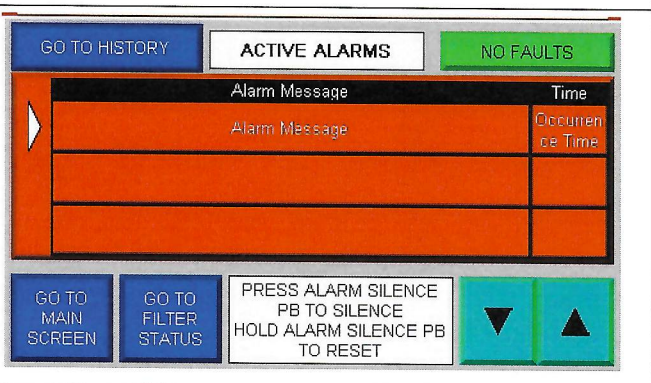 GO TO HISTORY
ACTIVE ALARMS
NO FAULTS
Alarm Message
Time
Alarm Message
Occurren
ce Time
GO TO
MAIN
SCREEN
GO TO
FILTER
STATUS
PRESS ALARM SILENCE
PB TO SILENCE
HOLD ALARM SILENCE PB
TO RESET